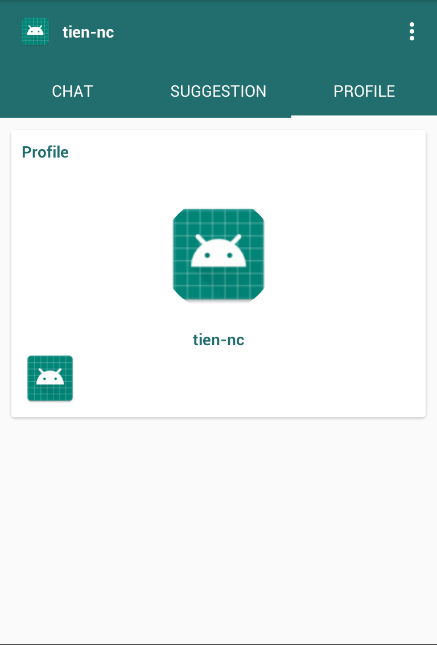 tien-nc
CHAT SUGGESTION PROFILE
Profile
tien-nc